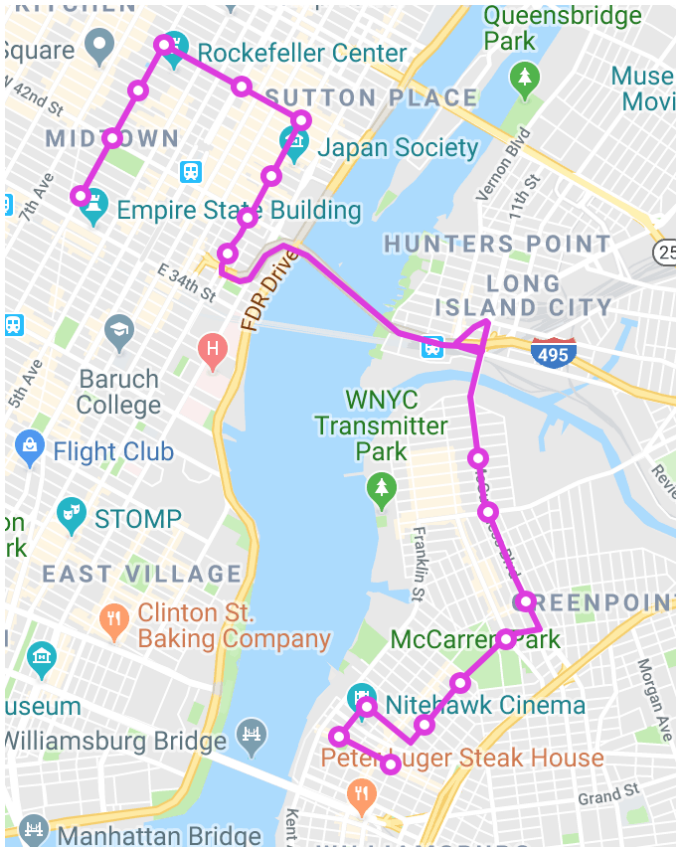 KITCHEN
Queensbridge
Park
Square
Rockefeller Center
W 42nd St
SUTTON PLACE
Muse
Movi
MIDTOWN
Japan Society
Vernon Blvd
11th St
7th Ave
Empire State Building
HUNTERS POINT
25
E 34th St
FDR Drive
LONG
ISLAND CITY
495
H
Baruch
College
5th Ave
WNYC
Transmitter
Park
Flight Club
STOMP
on
rk
Franklin St
Revie
EAST VILLAGE
GREENPOINT
Clinton St.
Baking Company
McCarren Park
Morgan Ave
useum
Nitehawk Cinema
Williamsburg Bridge
Peter Luger Steak House
Grand St
Kent
Manhattan Bridge